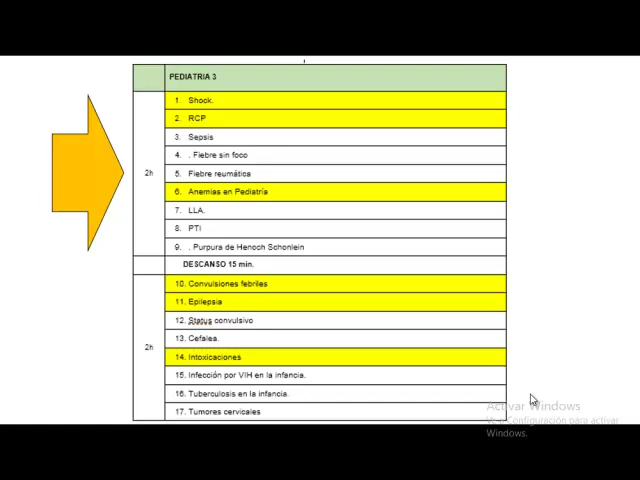 PEDIATRIA 3
1. Shock.
2. RCP
3. Sepsis
4. . Fiebre sin foco
2h
5. Fiebre reumática
6. Anemias en Pediatría
7. LLA.
8. PTI
9. . Purpura de Henoch Schonlein
DESCANSO 15 min.
10. Convulsiones febriles
11. Epilepsia
12. Status convulsivo
13. Cefalea.
2h
14. Intoxicaciones
15. Infección por VIH en la infancia.
16. Tuberculosis en la infancia.
17. Tumores cervicales
Activar Windows
Ve a Configuración para activar
Windows.